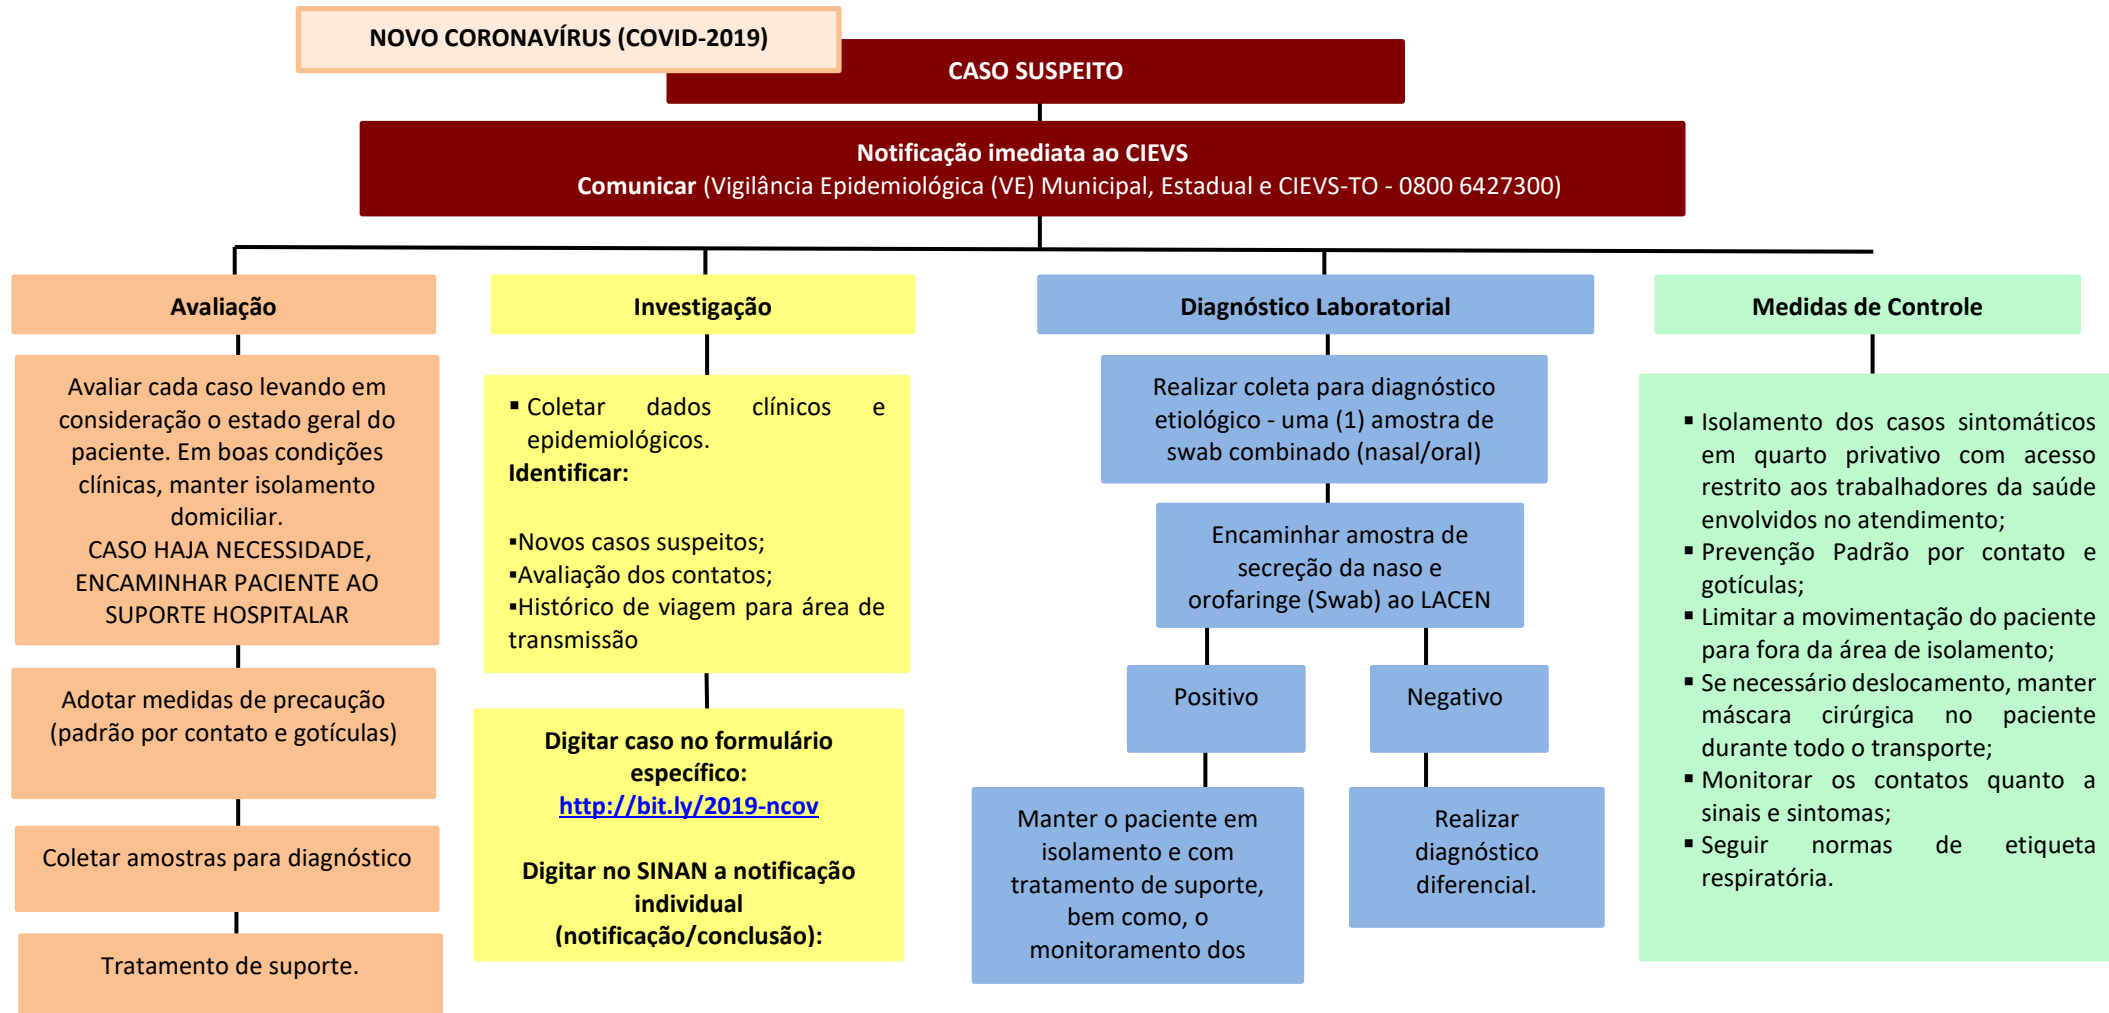 NOVO CORONAVÍRUS (COVID-2019)
CASO SUSPEITO
Notificação imediata ao CIEVS
Comunicar (Vigilância Epidemiológica (VE) Municipal, Estadual e CIEVS-TO - 0800 6427300)
Avaliação
Avaliar cada caso levando em
consideração o estado geral do
paciente. Em boas condições
clínicas, manter isolamento
domiciliar.
CASO HAJA NECESSIDADE,
ENCAMINHAR PACIENTE AO
SUPORTE HOSPITALAR
Adotar medidas de precaução
(padrão por contato e gotículas)
Coletar amostras para diagnóstico
Tratamento de suporte.
Investigação
▪ Coletar dados clínicos e
epidemiológicos.
Identificar:
▪Novos casos suspeitos;
▪Avaliação dos contatos;
▪Histórico de viagem para área de
transmissão
Digitar caso no formulário
específico:
http://bit.ly/2019-ncov
Digitar no SINAN a notificação
individual
(notificação/conclusão):
Diagnóstico Laboratorial
Realizar coleta para diagnóstico
etiológico - uma (1) amostra de
swab combinado (nasal/oral)
Encaminhar amostra de
secreção da naso e
orofaringe (Swab) ao LACEN
Positivo
Negativo
Manter o paciente em
isolamento e com
tratamento de suporte,
bem como, o
monitoramento dos
Realizar
diagnóstico
diferencial.
Medidas de Controle
▪ Isolamento dos casos sintomáticos
em quarto privativo com acesso
restrito aos trabalhadores da saúde
envolvidos no atendimento;
▪ Prevenção Padrão por contato e
gotículas;
▪ Limitar a movimentação do paciente
para fora da área de isolamento;
▪ Se necessário deslocamento, manter
máscara cirúrgica no paciente
durante todo o transporte;
▪ Monitorar os contatos quanto a
sinais e sintomas;
▪ Seguir normas de etiqueta
respiratória.